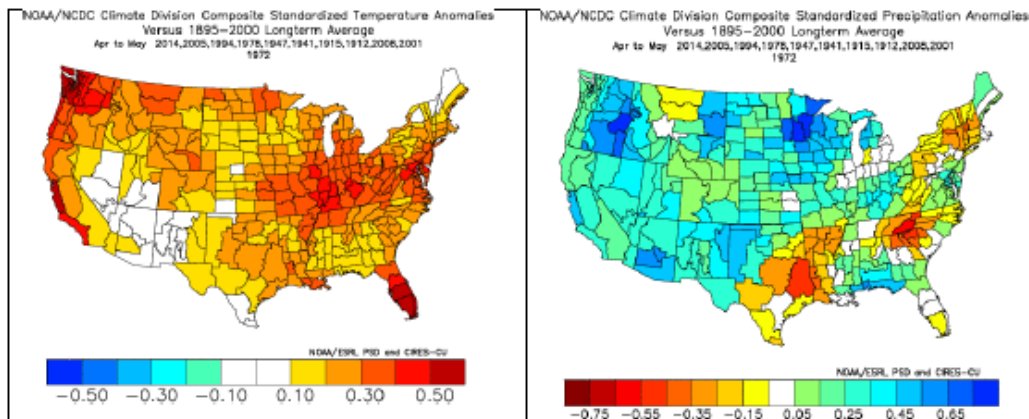 NOAA/NCDC Climate Division Composite Standardized Temperature Anomalies
Versus 1895-2000 Longterm Average
Apr to May 2014,2005,1994,1978,1947,1941,1915,1912,2008,2001
1972
NOAA/ESRL PSD and CIRES-CU
-0.50 -0.30 -0.10 0.10 0.30 0.50
NOAA/NCDC Climate Division Composite Standardized Precipitation Anomalies
Versus 1895-2000 Longterm Average
Apr to May 2014,2005,1994,1978,1947,1941,1915,1912,2008,2001
1972
NOAA/ESRL PSD and CIRES-CU
-0.75 -0.55 -0.35 -0.15 0.05 0.25 0.45 0.65